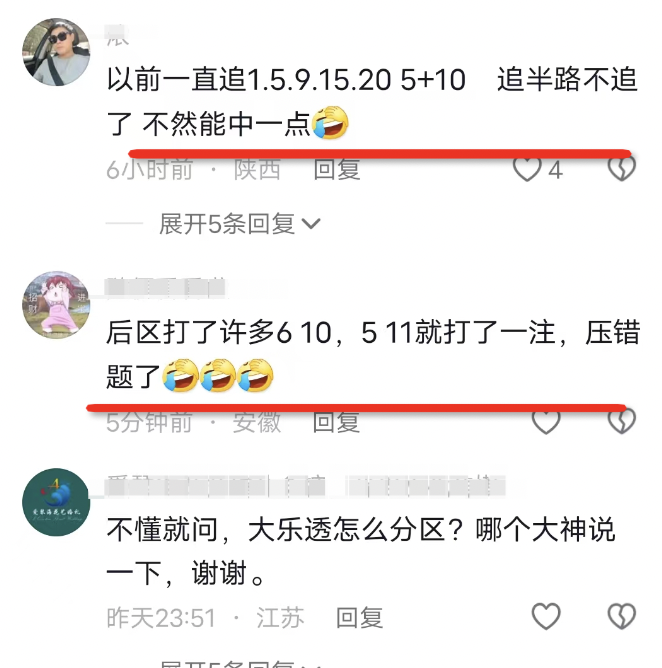 以前一直追1.5.9.15.20 5+10 追半路不追
了 不然能中一点🤣
6小时前 · 陕西 回复 4
展开5条回复
后区打了许多6 10，5 11就打了一注，压错
题了🤣🤣🤣
5分钟前 · 安徽 回复
不懂就问，大乐透怎么分区？哪个大神说
一下，谢谢。
昨天23:51 · 江苏 回复
展开5条回复